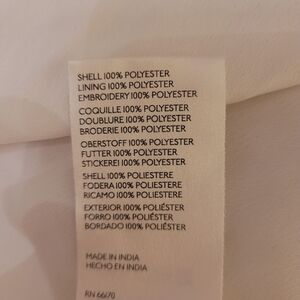 SHELL 100% POLYESTER
LINING 100% POLYESTER
EMBROIDERY 100% POLYESTER
COQUILLE 100% POLYESTER
DOUBLURE 100% POLYESTER
BRODERIE 100% POLYESTER
OBERSTOFF 100% POLYESTER
FUTTER 100% POLYESTER
STICKEREI 100% POLYESTER
SHELL 100% POLIESTERE
FODERA 100% POLIESTERE
RICAMO 100% POLIESTERE
EXTERIOR 100% POLIÉSTER
FORRO 100% POLIÉSTER
BORDADO 100% POLIÉSTER
MADE IN INDIA
HECHO EN INDIA
RN 66170